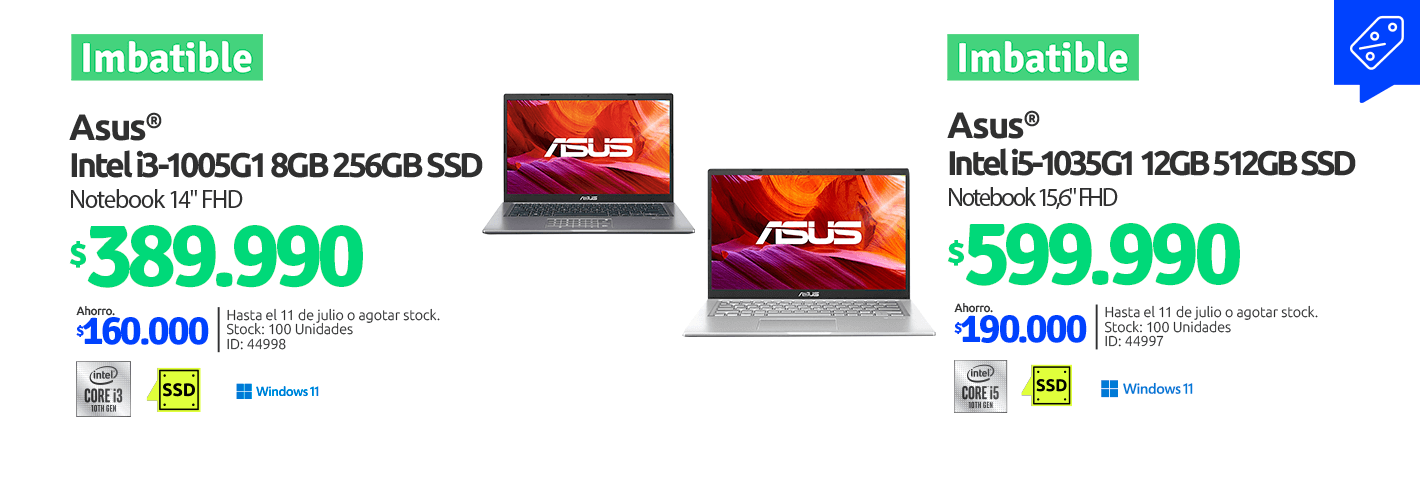 Imbatible
Asus®
Intel i3-1005G1 8GB 256GB SSD
Notebook 14" FHD
$389.990
Ahorro.
$160.000
Hasta el 11 de julio o agotar stock.
Stock: 100 Unidades
ID: 44998
intel
CORE i3
10TH GEN
SSD
Windows 11
ASUS
ASUS
ASUS
ASUS
Imbatible
Asus®
Intel i5-1035G1 12GB 512GB SSD
Notebook 15,6" FHD
$599.990
Ahorro.
$190.000
Hasta el 11 de julio o agotar stock.
Stock: 100 Unidades
ID: 44997
intel
CORE i5
10TH GEN
SSD
Windows 11